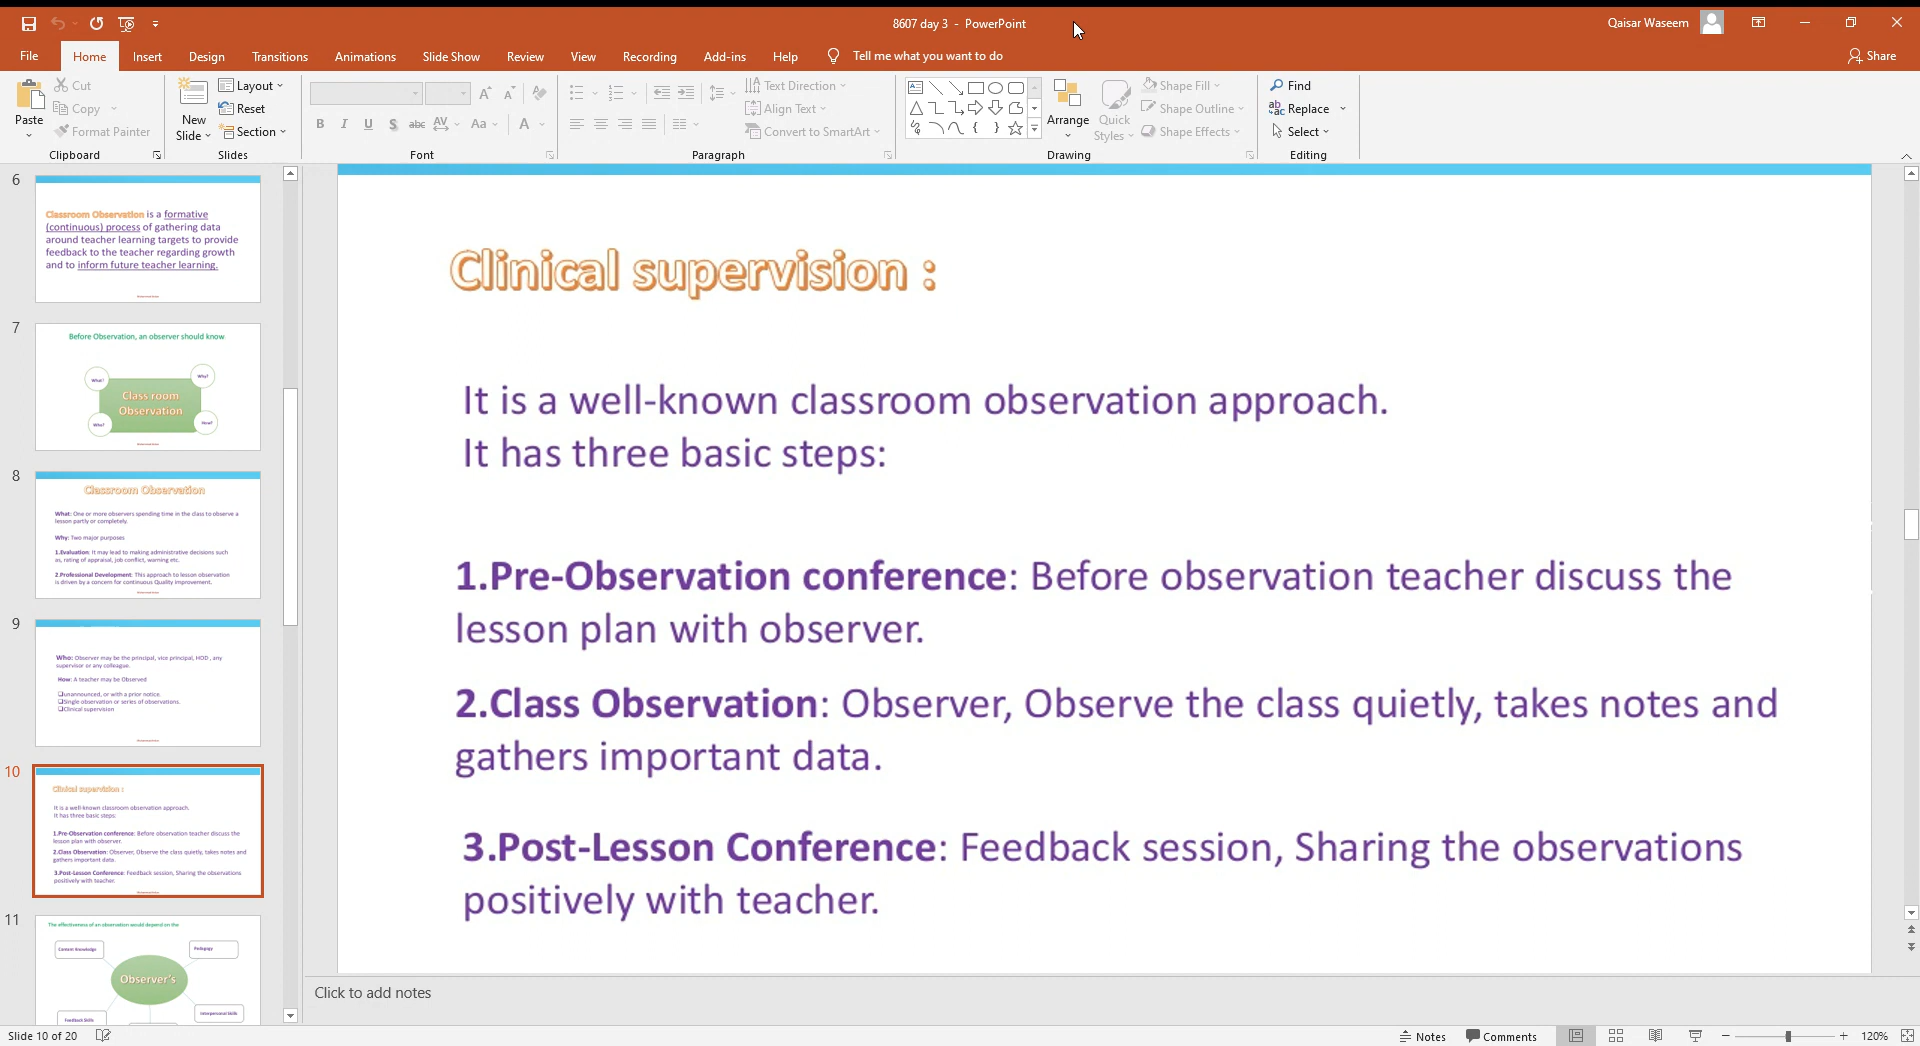 8607 day 3 - PowerPoint
Qaisar Waseem
File Home Insert Design Transitions Animations Slide Show Review View Recording Add-ins Help Tell me what you want to do
Share
Paste
Cut
Copy
Format Painter
Clipboard
New Slide
Layout
Reset
Section
Slides
B I U S abc AV Aa A
Font
Text Direction
Align Text
Convert to SmartArt
Paragraph
Arrange
Quick Styles
Shape Fill
Shape Outline
Shape Effects
Drawing
Find
Replace
Select
Editing
6
Classroom Observation is a formative
(continuous) process of gathering data
around teacher learning targets to provide
feedback to the teacher regarding growth
and to inform future teacher learning.
7
Before Observation, an observer should know
What?
Why?
Class room
Observation
Who?
How?
8
Classroom Observation
What: One or more observers spending time in the class to observe a
lesson partly or completely.
Why: Two major purposes
1.Evaluation: It may lead to making administrative decisions such
as, rating of appraisal, job conflict, warning etc.
2.Professional Development: This approach to lesson observation
is driven by a concern for continuous Quality improvement.
9
Who: Observer may be the principal, vice principal, HOD , any
supervisor or any colleague.
How: A teacher may be Observed
unannounced, or with a prior notice.
Single observation or series of observations.
Clinical supervision
10
Clinical supervision :
It is a well-known classroom observation approach.
It has three basic steps:
1.Pre-Observation conference: Before observation teacher discuss the
lesson plan with observer.
2.Class Observation: Observer, Observe the class quietly, takes notes and
gathers important data.
3.Post-Lesson Conference: Feedback session, Sharing the observations
positively with teacher.
11
The effectiveness of an observation would depend on the
Content Knowledge
Pedagogy
Observer's
Feedback Skills
Interpersonal Skills
Clinical supervision :
It is a well-known classroom observation approach.
It has three basic steps:
1.Pre-Observation conference: Before observation teacher discuss the
lesson plan with observer.
2.Class Observation: Observer, Observe the class quietly, takes notes and
gathers important data.
3.Post-Lesson Conference: Feedback session, Sharing the observations
positively with teacher.
Click to add notes
Slide 10 of 20
Notes
Comments
120%